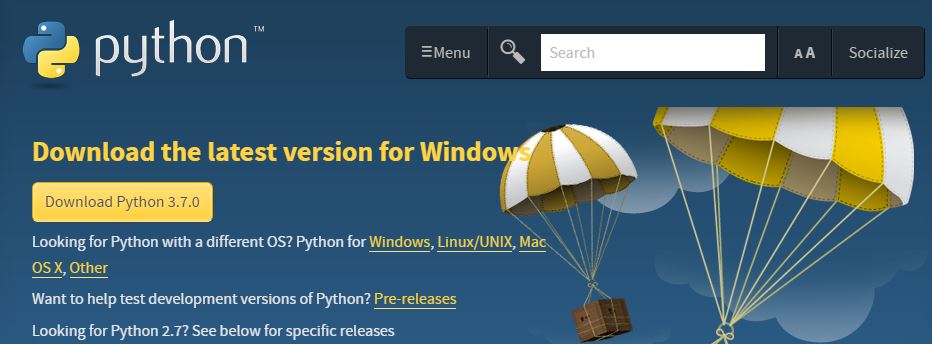 python™
Menu
Search
A A
Socialize
Download the latest version for Windows
Download Python 3.7.0
Looking for Python with a different OS? Python for Windows, Linux/UNIX, Mac
OS X, Other
Want to help test development versions of Python? Pre-releases
Looking for Python 2.7? See below for specific releases